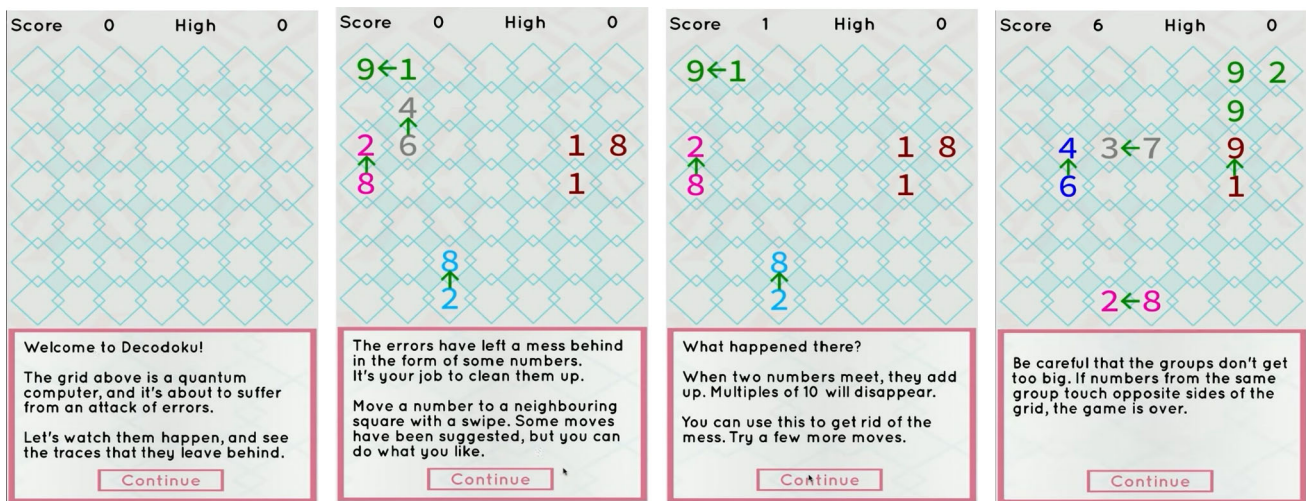 Score 0 High 0
Welcome to Decodoku!
The grid above is a quantum
computer, and it's about to suffer
from an attack of errors.
Let's watch them happen, and see
the traces that they leave behind.
Continue
Score 0 High 0
9←1
4
2 6 1 8
8 1
8
2
The errors have left a mess behind
in the form of some numbers.
It's your job to clean them up.
Move a number to a neighbouring
square with a swipe. Some moves
have been suggested, but you can
do what you like.
Continue
Score 1 High 0
9←1
2 1 8
8 1
8
2
What happened there?
When two numbers meet, they add
up. Multiples of 10 will disappear.
You can use this to get rid of the
mess. Try a few more moves.
Continue
Score 6 High 0
9 2
9
4 3←7 9
6 1
2←8
Be careful that the groups don't get
too big. If numbers from the same
group touch opposite sides of the
grid, the game is over.
Continue